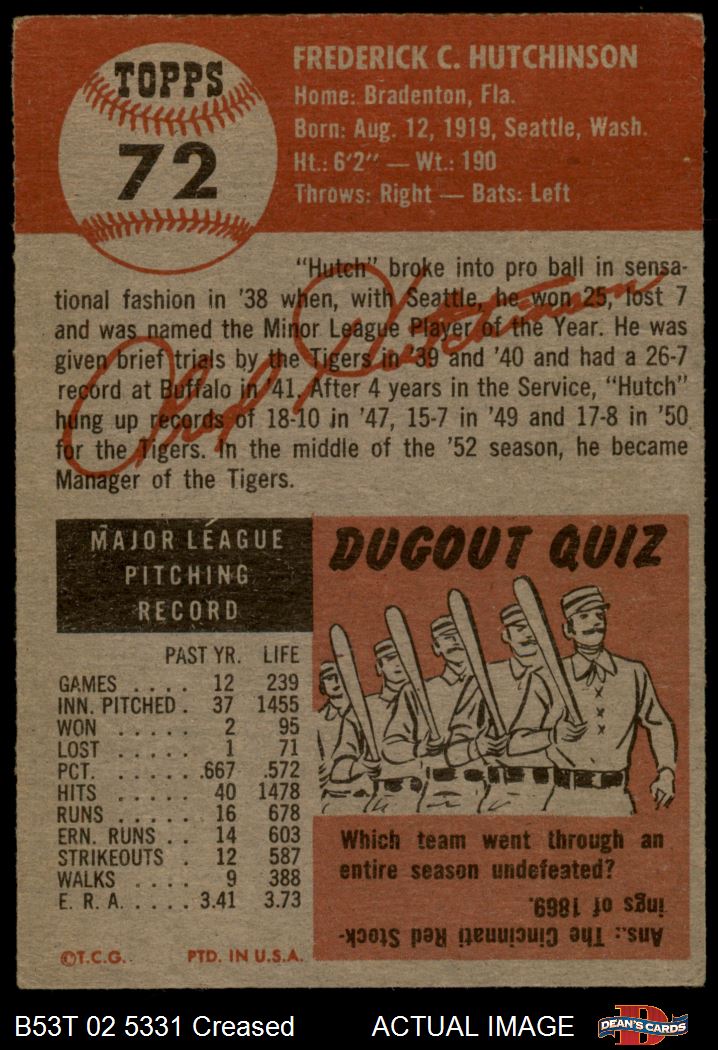 TOPPS
72
FREDERICK C. HUTCHINSON
Home: Bradenton, Fla.
Born: Aug. 12, 1919, Seattle, Wash.
Ht.: 6'2" — Wt.: 190
Throws: Right — Bats: Left
"Hutch" broke into pro ball in sensa-
tional fashion in '38 when, with Seattle, he won 25, lost 7
and was named the Minor League Player of the Year. He was
given brief trials by the Tigers in '39 and '40 and had a 26-7
record at Buffalo in '41. After 4 years in the Service, "Hutch"
hung up records of 18-10 in '47, 15-7 in '49 and 17-8 in '50
for the Tigers. In the middle of the '52 season, he became
Manager of the Tigers.
Fred Hutchinson
MAJOR LEAGUE
PITCHING
RECORD
PAST YR. LIFE
GAMES . . . . 12 239
INN. PITCHED . 37 1455
WON . . . . . 2 95
LOST . . . . . 1 71
PCT. . . . . . .667 .572
HITS . . . . . 40 1478
RUNS . . . . . 16 678
ERN. RUNS . . 14 603
STRIKEOUTS . 12 587
WALKS . . . . 9 388
E. R. A. . . . . 3.41 3.73
©T.C.G. PTD. IN U.S.A.
DUGOUT QUIZ
Which team went through an
entire season undefeated?
Ans.: The Cincinnati Red Stock-
ings of 1869.
B53T 02 5331 Creased ACTUAL IMAGE
D
DEAN'S CARDS